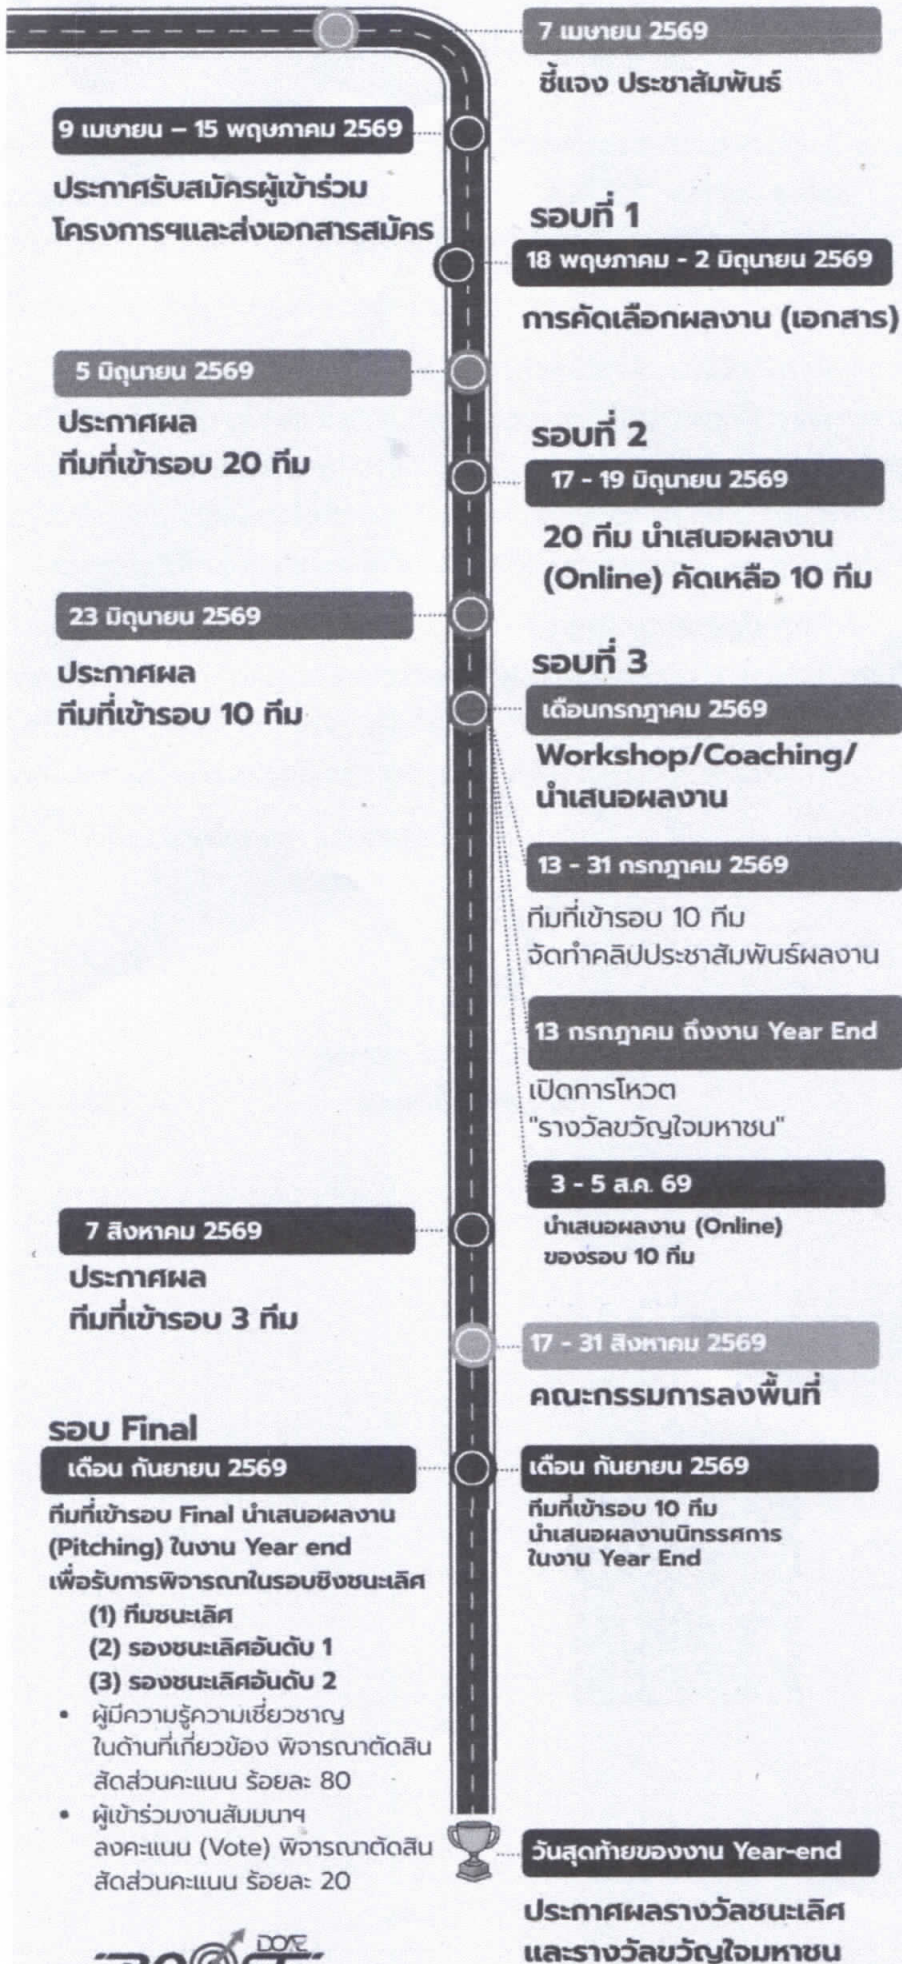 7 เมษายน 2569
ชี้แจง ประชาสัมพันธ์
9 เมษายน – 15 พฤษภาคม 2569
ประกาศรับสมัครผู้เข้าร่วม
โครงการฯและส่งเอกสารสมัคร
รอบที่ 1
18 พฤษภาคม - 2 มิถุนายน 2569
การคัดเลือกผลงาน (เอกสาร)
5 มิถุนายน 2569
ประกาศผล
ทีมที่เข้ารอบ 20 ทีม
รอบที่ 2
17 - 19 มิถุนายน 2569
20 ทีม นำเสนอผลงาน
(Online) คัดเหลือ 10 ทีม
23 มิถุนายน 2569
ประกาศผล
ทีมที่เข้ารอบ 10 ทีม
รอบที่ 3
เดือนกรกฎาคม 2569
Workshop/Coaching/
นำเสนอผลงาน
13 - 31 กรกฎาคม 2569
ทีมที่เข้ารอบ 10 ทีม
จัดทำคลิปประชาสัมพันธ์ผลงาน
13 กรกฎาคม ถึงงาน Year End
เปิดการโหวต
"รางวัลขวัญใจมหาชน"
3 - 5 ส.ค. 69
นำเสนอผลงาน (Online)
ของรอบ 10 ทีม
7 สิงหาคม 2569
ประกาศผล
ทีมที่เข้ารอบ 3 ทีม
17 - 31 สิงหาคม 2569
คณะกรรมการลงพื้นที่
รอบ Final
เดือน กันยายน 2569
ทีมที่เข้ารอบ Final นำเสนอผลงาน
(Pitching) ในงาน Year end
เพื่อรับการพิจารณาในรอบชิงชนะเลิศ
(1) ทีมชนะเลิศ
(2) รองชนะเลิศอันดับ 1
(3) รองชนะเลิศอันดับ 2
• ผู้มีความรู้ความเชี่ยวชาญ
ในด้านที่เกี่ยวข้อง พิจารณาตัดสิน
สัดส่วนคะแนน ร้อยละ 80
• ผู้เข้าร่วมงานสัมมนาฯ
ลงคะแนน (Vote) พิจารณาตัดสิน
สัดส่วนคะแนน ร้อยละ 20
เดือน กันยายน 2569
ทีมที่เข้ารอบ 10 ทีม
นำเสนอผลงานนิทรรศการ
ในงาน Year End
วันสุดท้ายของงาน Year-end
ประกาศผลรางวัลชนะเลิศ
และรางวัลขวัญใจมหาชน